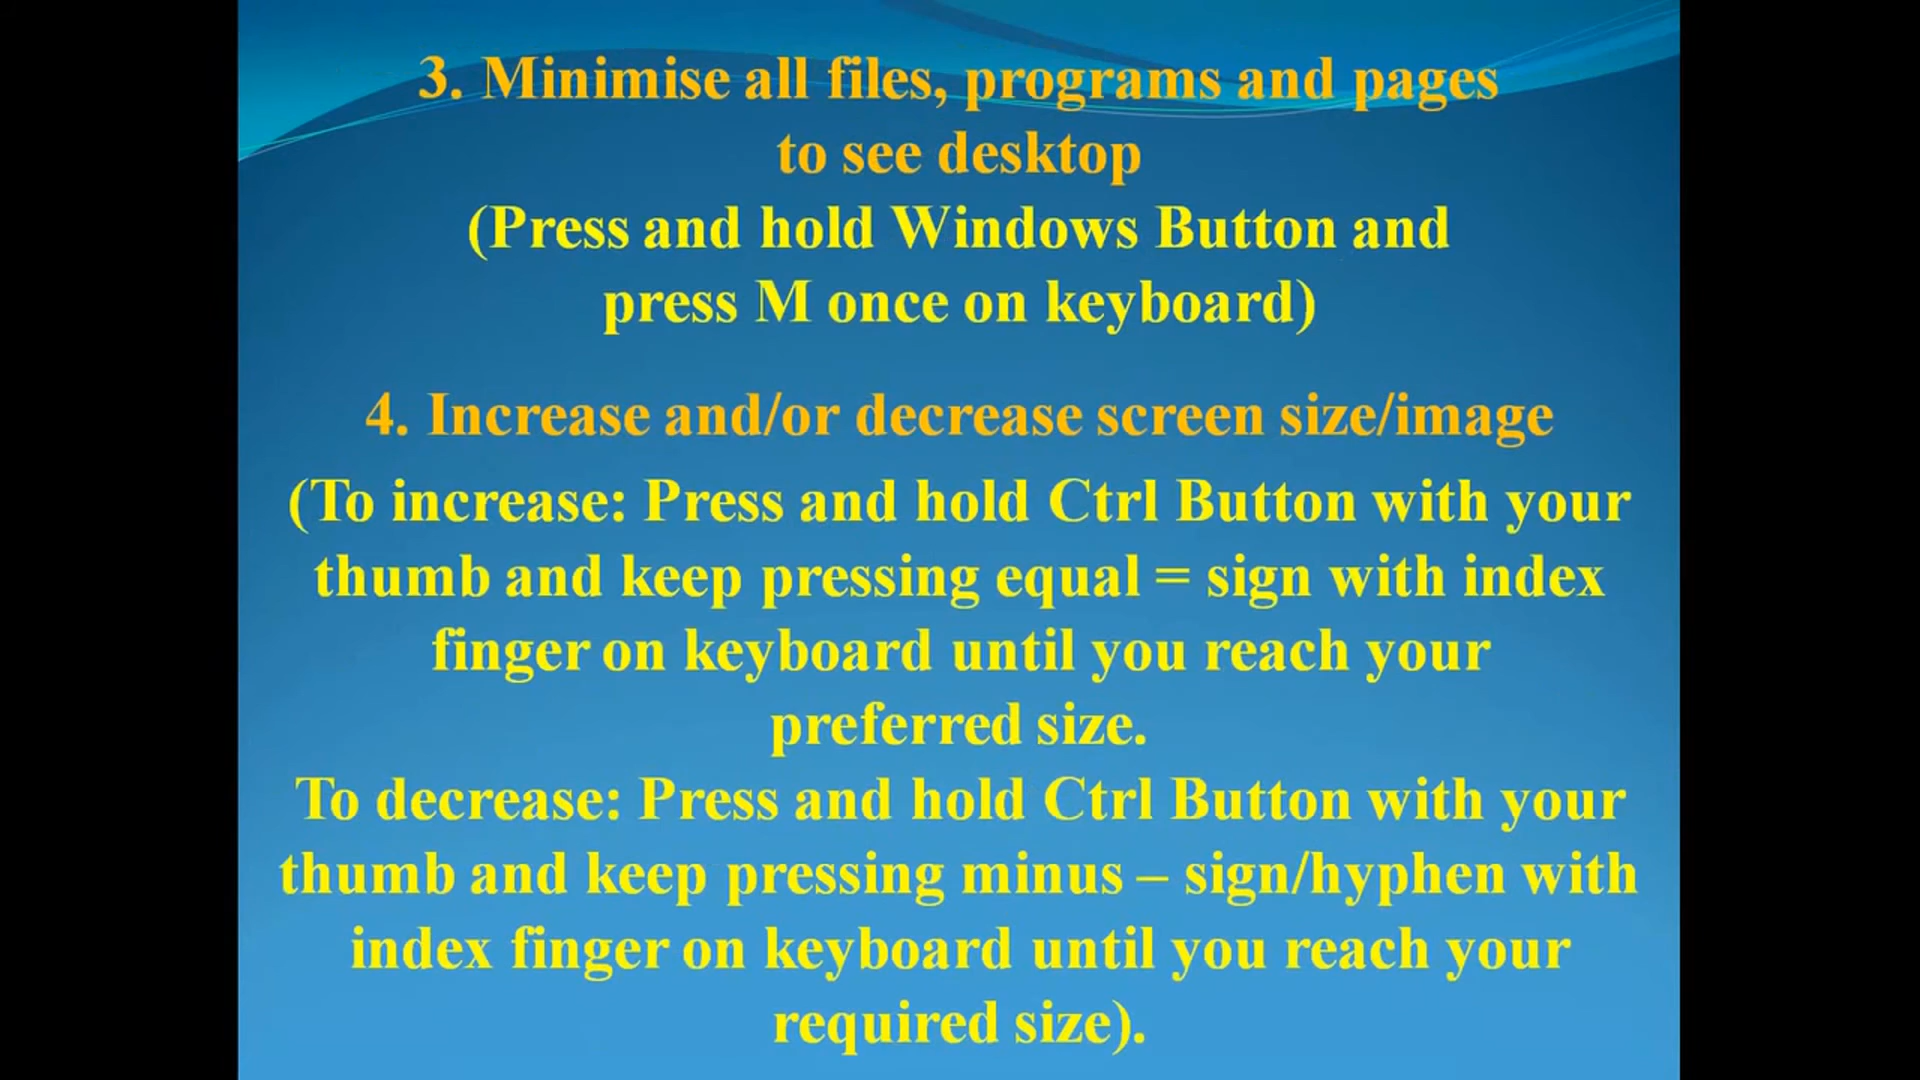 3. Minimise all files, programs and pages
to see desktop
(Press and hold Windows Button and
press M once on keyboard)
4. Increase and/or decrease screen size/image
(To increase: Press and hold Ctrl Button with your
thumb and keep pressing equal = sign with index
finger on keyboard until you reach your
preferred size.
To decrease: Press and hold Ctrl Button with your
thumb and keep pressing minus – sign/hyphen with
index finger on keyboard until you reach your
required size).